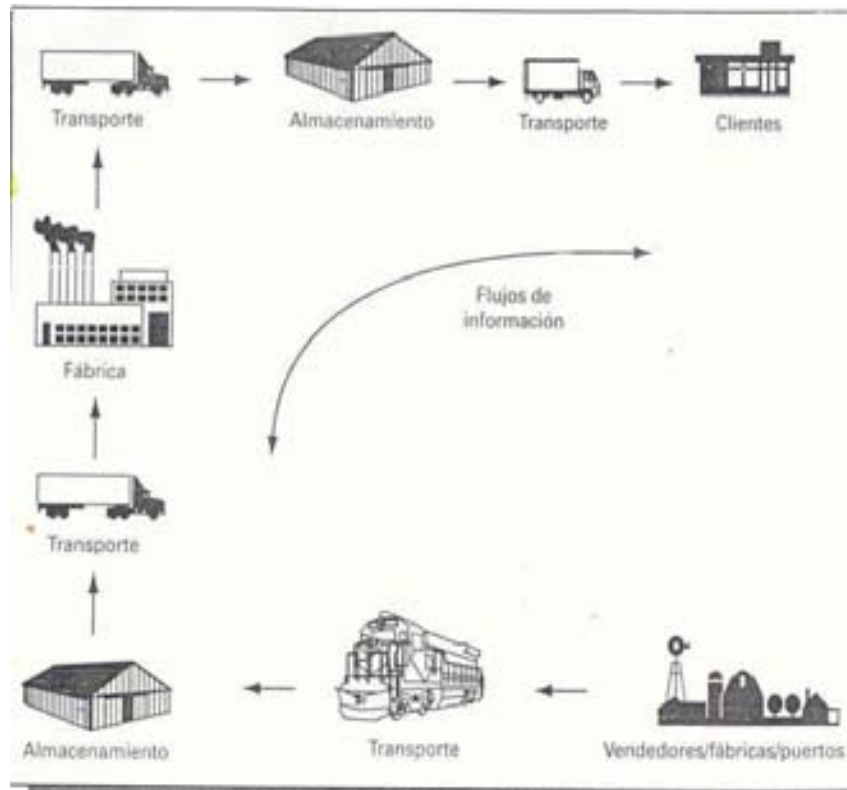 Transporte
Almacenamiento
Transporte
Clientes
Flujos de
información
Fábrica
Transporte
Almacenamiento
Transporte
Vendedores/fábricas/puertos